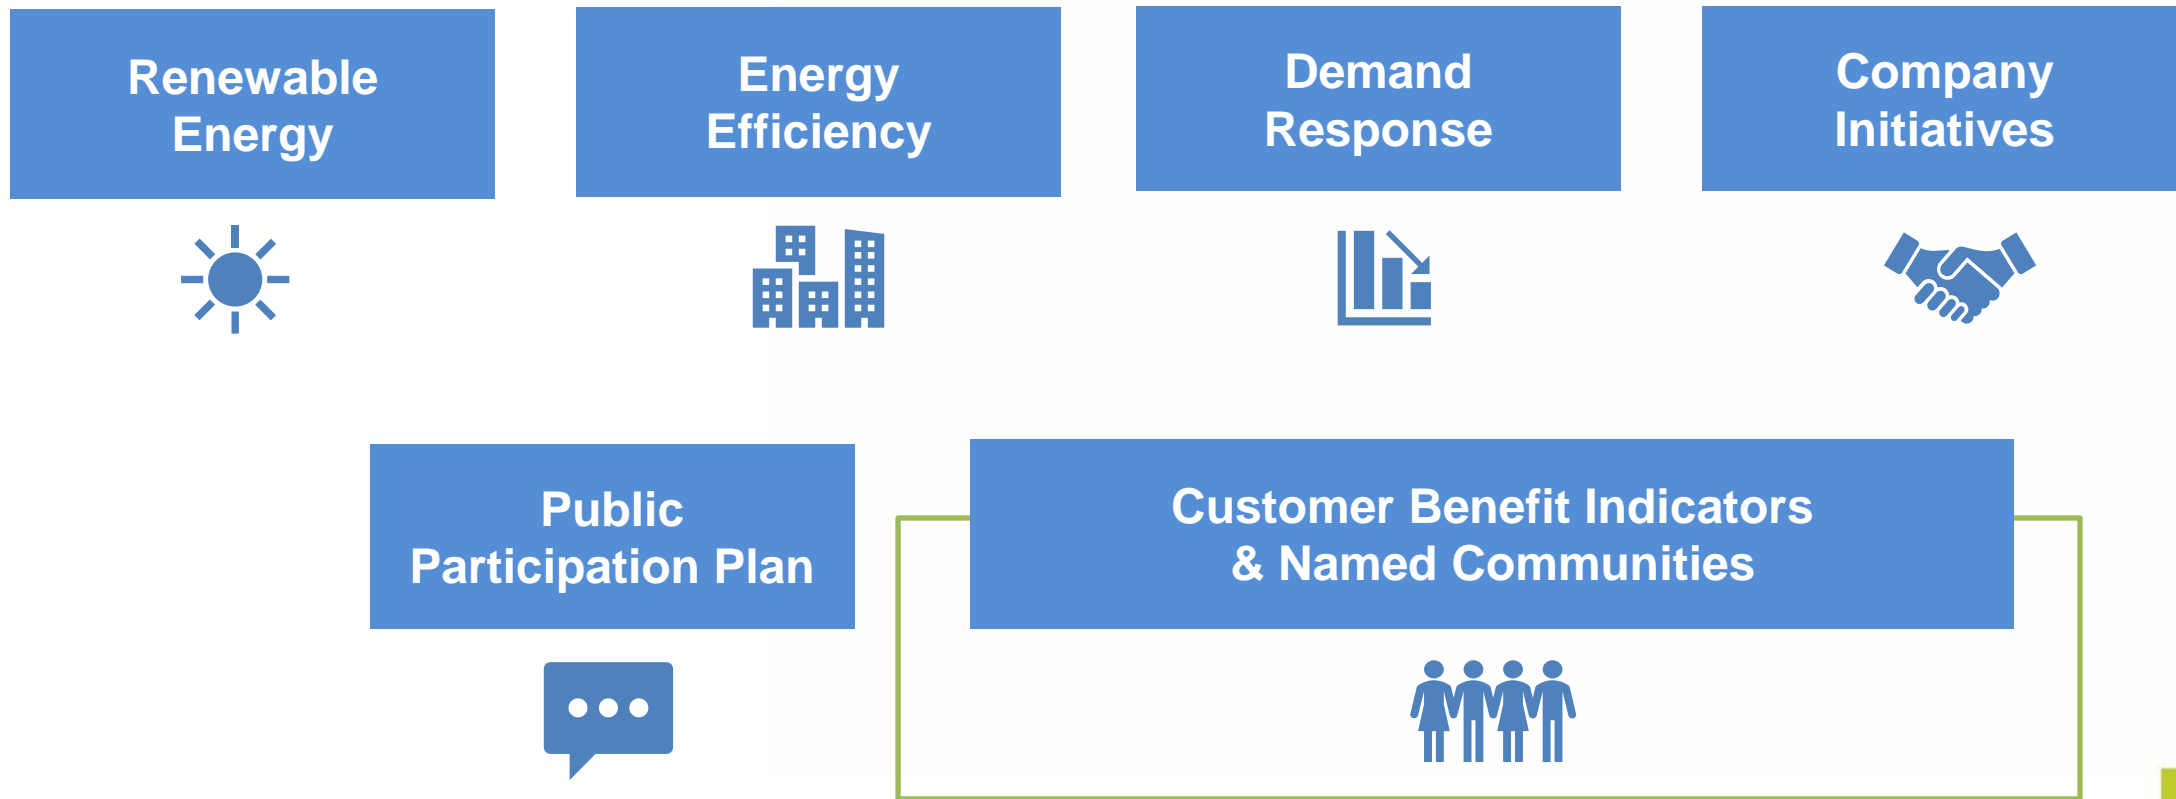 Renewable
Energy
Energy
Efficiency
Demand
Response
Company
Initiatives
Public
Participation Plan
Customer Benefit Indicators
& Named Communities